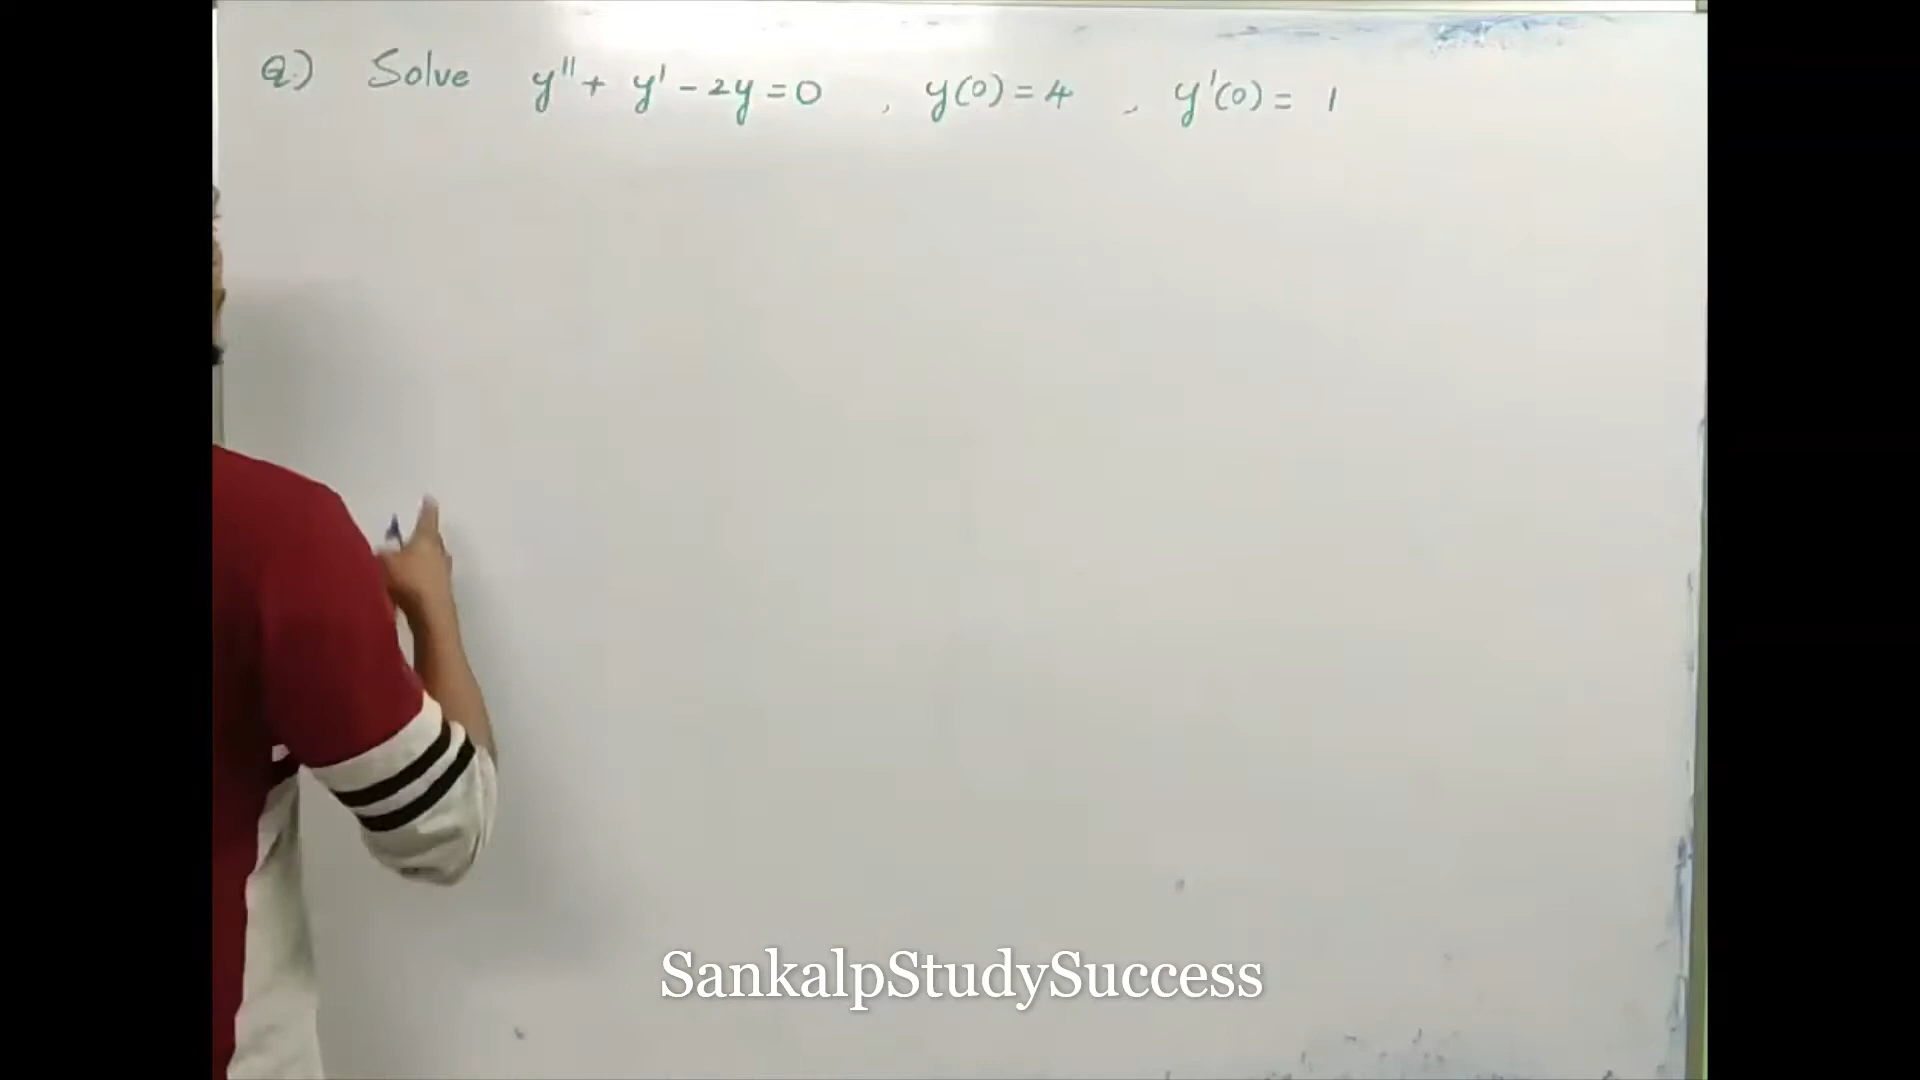 Q.) Solve y'' + y' - 2y = 0 , y(0) = 4 , y'(0) = 1
SankalpStudySuccess